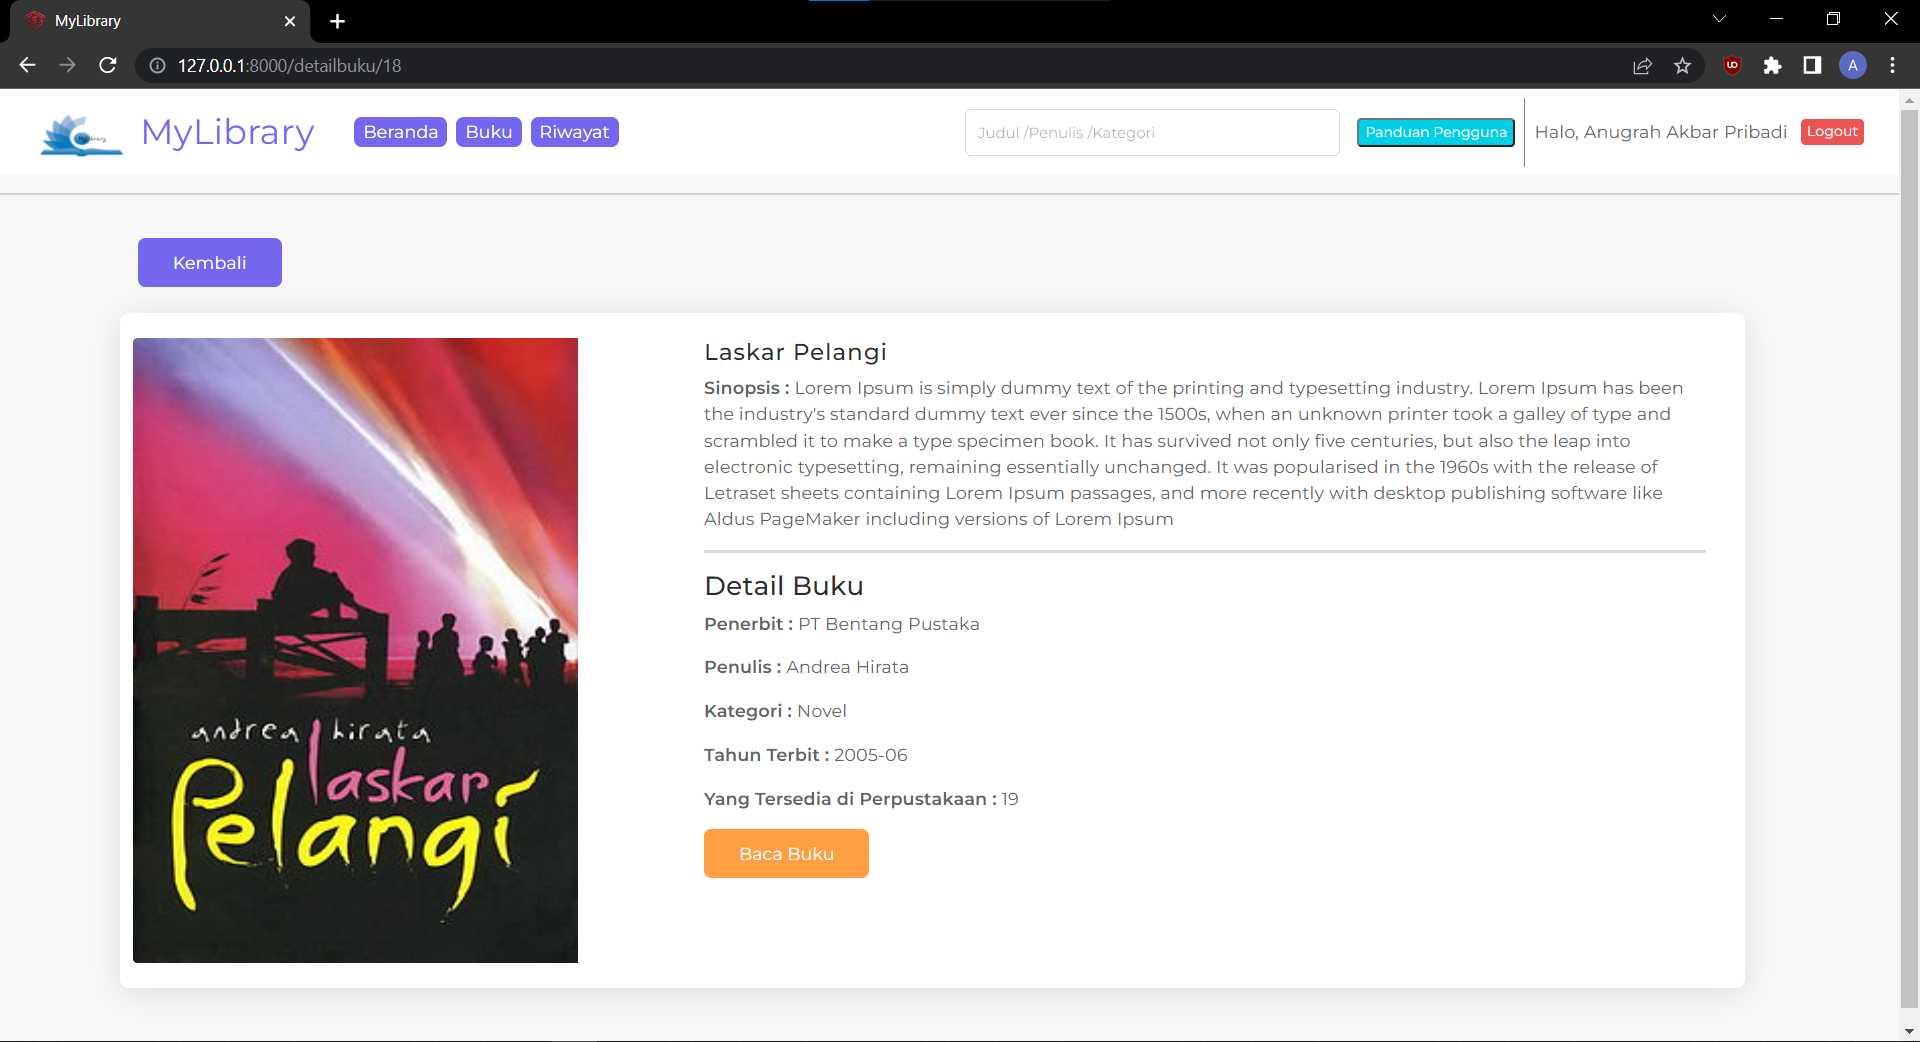 MyLibrary
127.0.0.1:8000/detailbuku/18
A
MyLibrary
Beranda
Buku
Riwayat
Judul /Penulis /Kategori
Panduan Pengguna
Halo, Anugrah Akbar Pribadi
Logout
Kembali
andrea hirata
laskar
Pelangi
Laskar Pelangi
Sinopsis : Lorem Ipsum is simply dummy text of the printing and typesetting industry. Lorem Ipsum has been
the industry's standard dummy text ever since the 1500s, when an unknown printer took a galley of type and
scrambled it to make a type specimen book. It has survived not only five centuries, but also the leap into
electronic typesetting, remaining essentially unchanged. It was popularised in the 1960s with the release of
Letraset sheets containing Lorem Ipsum passages, and more recently with desktop publishing software like
Aldus PageMaker including versions of Lorem Ipsum
Detail Buku
Penerbit : PT Bentang Pustaka
Penulis : Andrea Hirata
Kategori : Novel
Tahun Terbit : 2005-06
Yang Tersedia di Perpustakaan : 19
Baca Buku